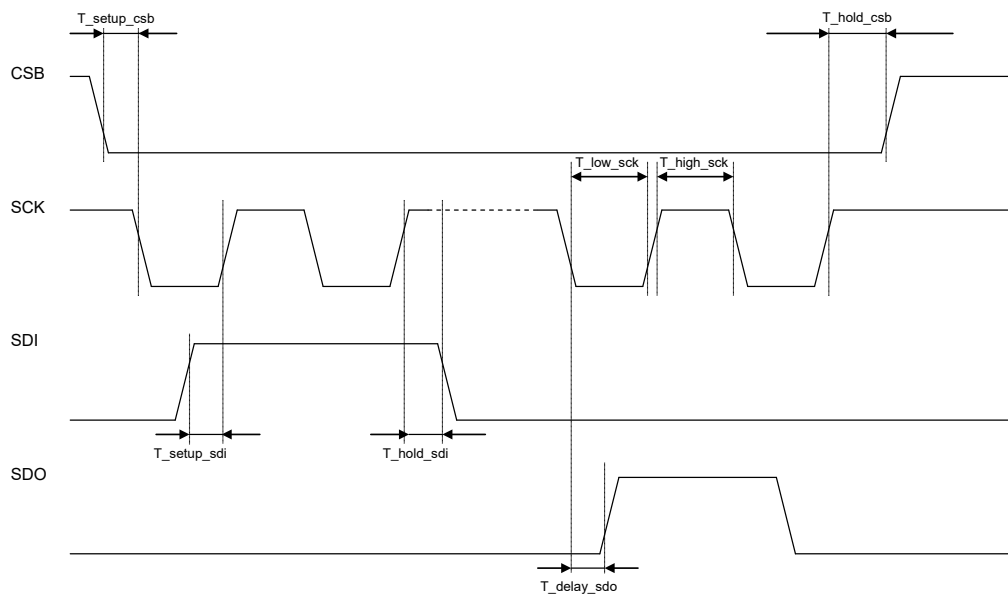 T_setup_csb
T_hold_csb
CSB
T_low_sck
T_high_sck
SCK
SDI
T_setup_sdi
T_hold_sdi
SDO
T_delay_sdo